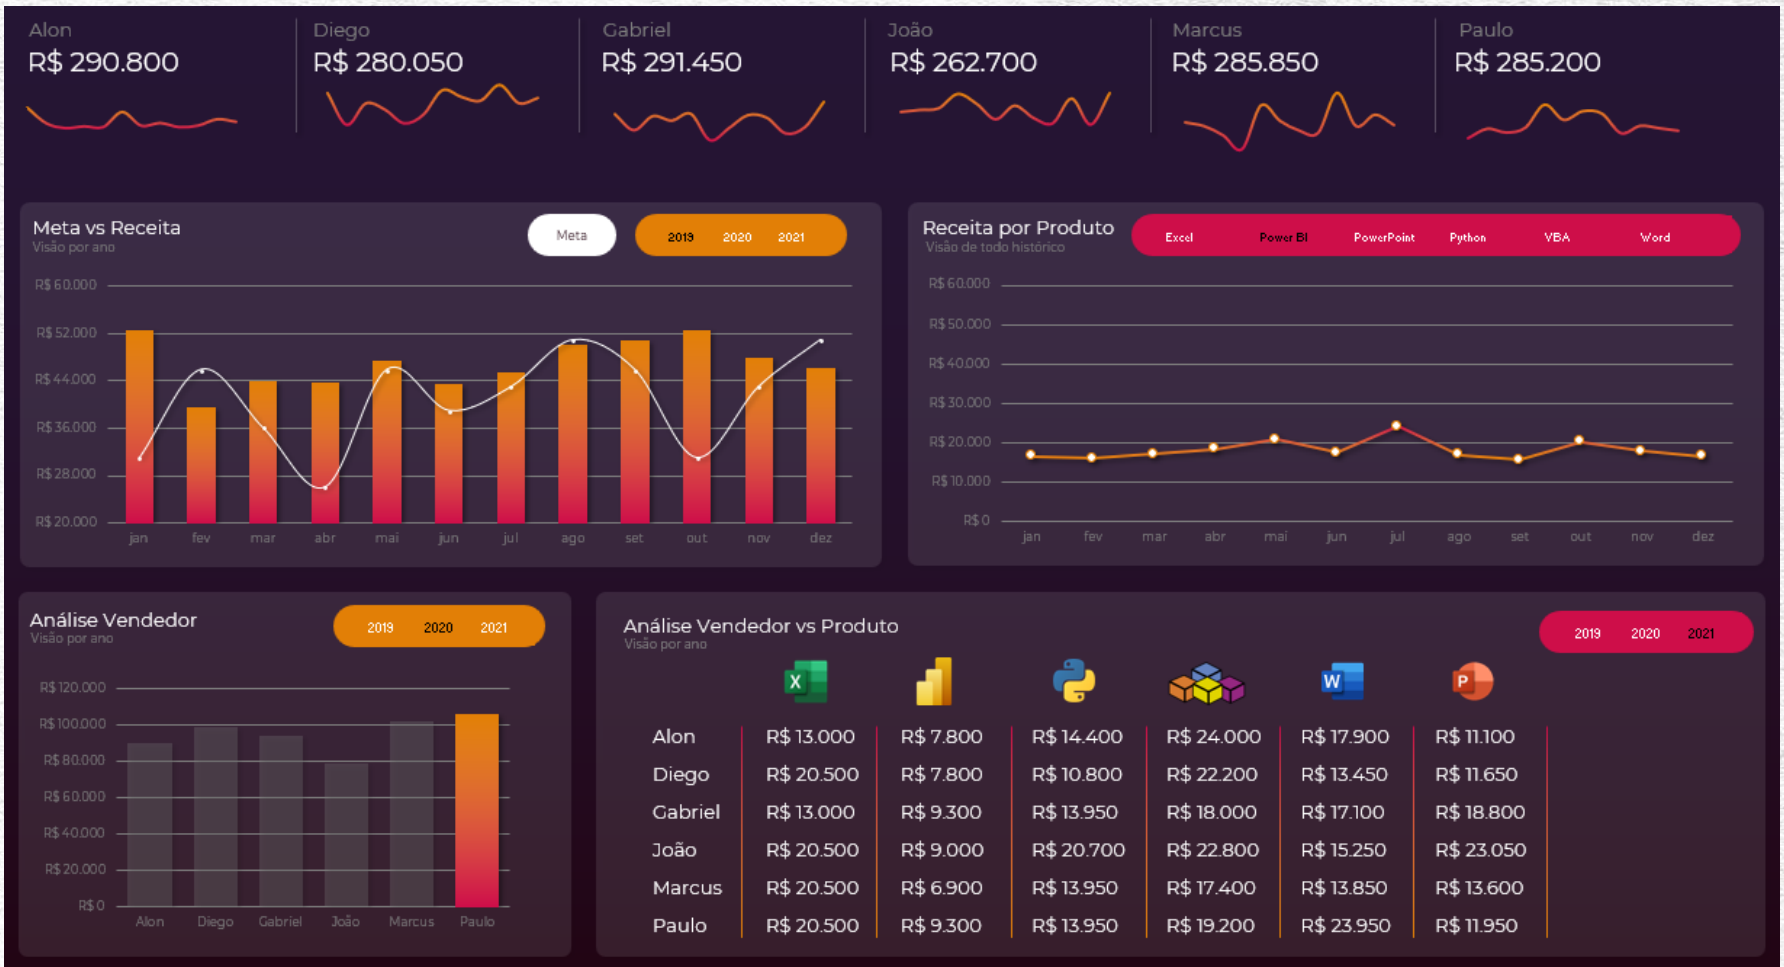 Alon
R$ 290.800
Diego
R$ 280.050
Gabriel
R$ 291.450
João
R$ 262.700
Marcus
R$ 285.850
Paulo
R$ 285.200
Meta vs Receita
Visão por ano
Meta
2019 2020 2021
R$ 60.000
R$ 52.000
R$ 44.000
R$ 36.000
R$ 28.000
R$ 20.000
jan fev mar abr mai jun jul ago set out nov dez
Receita por Produto
Visão de todo histórico
Excel Power BI PowerPoint Python VBA Word
R$ 60.000
R$ 50.000
R$ 40.000
R$ 30.000
R$ 20.000
R$ 10.000
R$ 0
jan fev mar abr mai jun jul ago set out nov dez
Análise Vendedor
Visão por ano
2019 2020 2021
R$ 120.000
R$ 100.000
R$ 80.000
R$ 60.000
R$ 40.000
R$ 20.000
R$ 0
Alon Diego Gabriel João Marcus Paulo
Análise Vendedor vs Produto
Visão por ano
2019 2020 2021
X W P
Alon R$ 13.000 R$ 7.800 R$ 14.400 R$ 24.000 R$ 17.900 R$ 11.100
Diego R$ 20.500 R$ 7.800 R$ 10.800 R$ 22.200 R$ 13.450 R$ 11.650
Gabriel R$ 13.000 R$ 9.300 R$ 13.950 R$ 18.000 R$ 17.100 R$ 18.800
João R$ 20.500 R$ 9.000 R$ 20.700 R$ 22.800 R$ 15.250 R$ 23.050
Marcus R$ 20.500 R$ 6.900 R$ 13.950 R$ 17.400 R$ 13.850 R$ 13.600
Paulo R$ 20.500 R$ 9.300 R$ 13.950 R$ 19.200 R$ 23.950 R$ 11.950